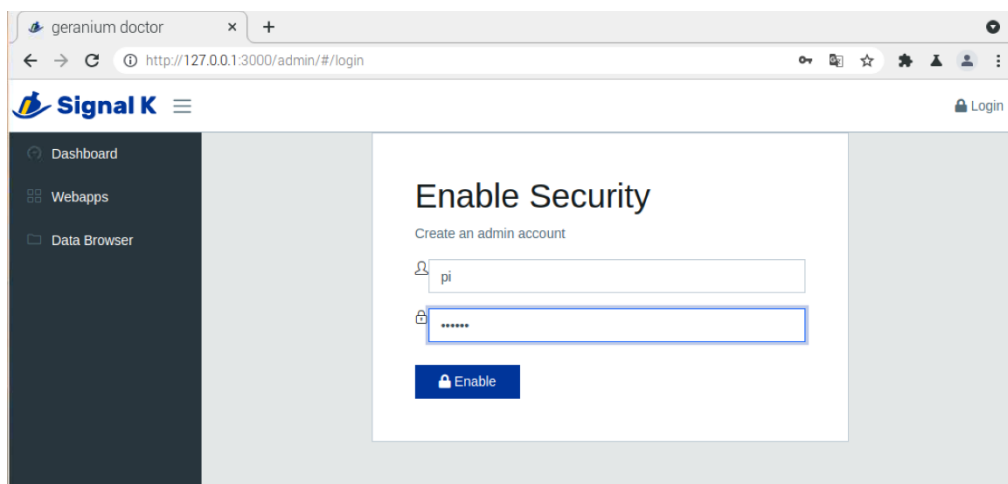 geranium doctor
http://127.0.0.1:3000/admin/#/login
Signal K
Login
Dashboard
Webapps
Data Browser
Enable Security
Create an admin account
pi
••••••
Enable